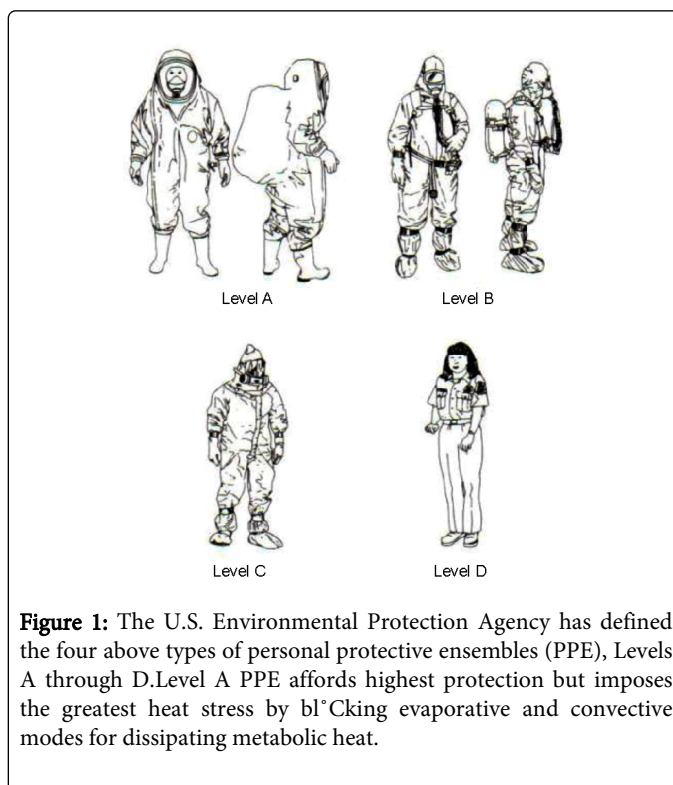 Level A
Level B
Level C
Level D
Figure 1: The U.S. Environmental Protection Agency has defined
the four above types of personal protective ensembles (PPE), Levels
A through D.Level A PPE affords highest protection but imposes
the greatest heat stress by bl˚Cking evaporative and convective
modes for dissipating metabolic heat.